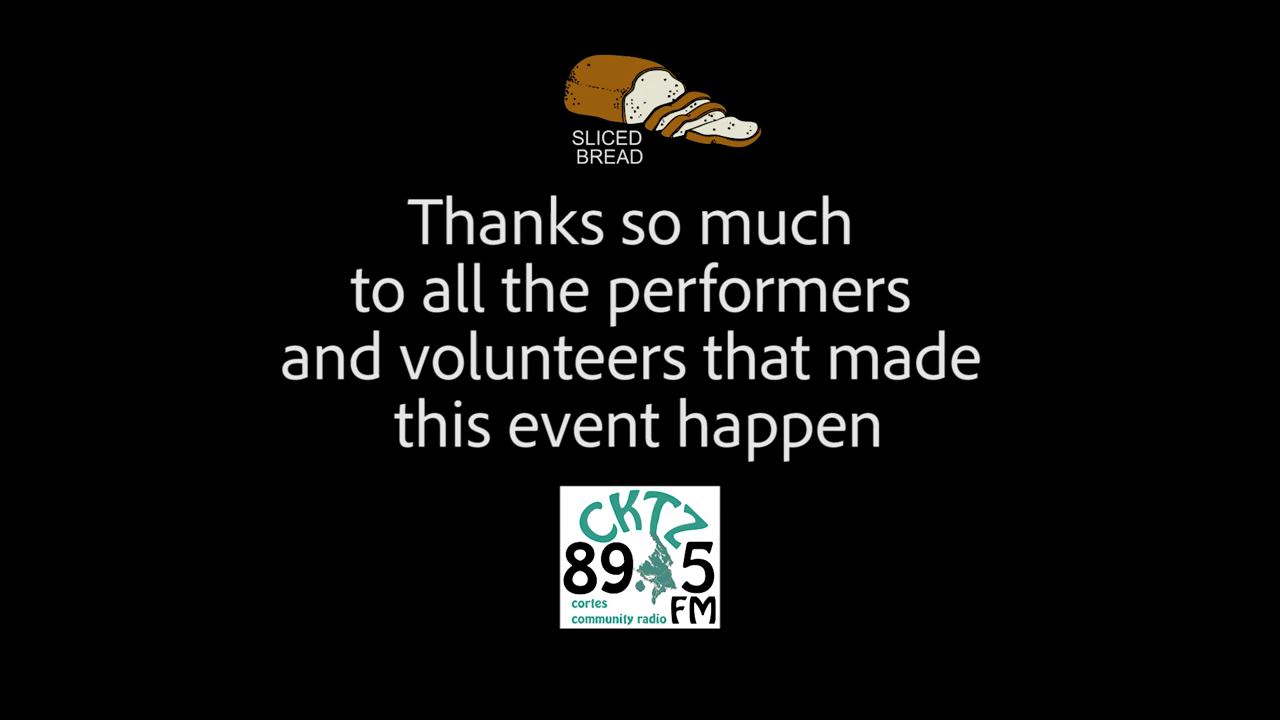 SLICED
BREAD
Thanks so much
to all the performers
and volunteers that made
this event happen
CKTZ
89.5
FM
cortes
community radio